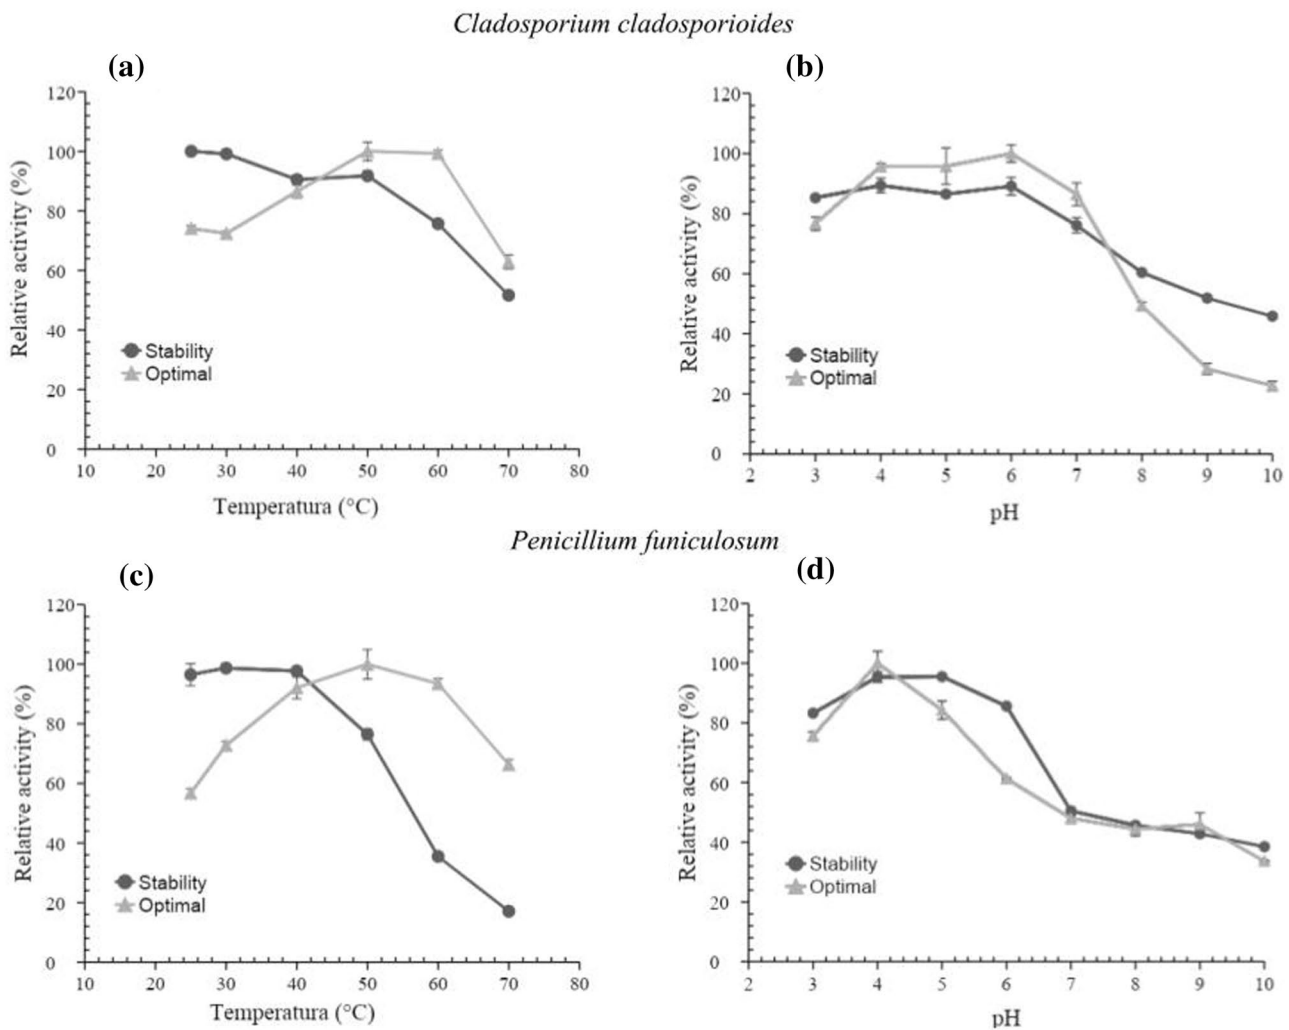 Cladosporium cladosporioides
(a)
120
100
80
60
40
20
0
Relative activity (%)
Stability
Optimal
10 20 30 40 50 60 70 80
Temperatura (°C)
(b)
120
100
80
60
40
20
0
Relative activity (%)
Stability
Optimal
2 3 4 5 6 7 8 9 10
pH
Penicillium funiculosum
(c)
120
100
80
60
40
20
0
Relative activity (%)
Stability
Optimal
10 20 30 40 50 60 70 80
Temperatura (°C)
(d)
120
100
80
60
40
20
0
Relative activity (%)
Stability
Optimal
2 3 4 5 6 7 8 9 10
pH